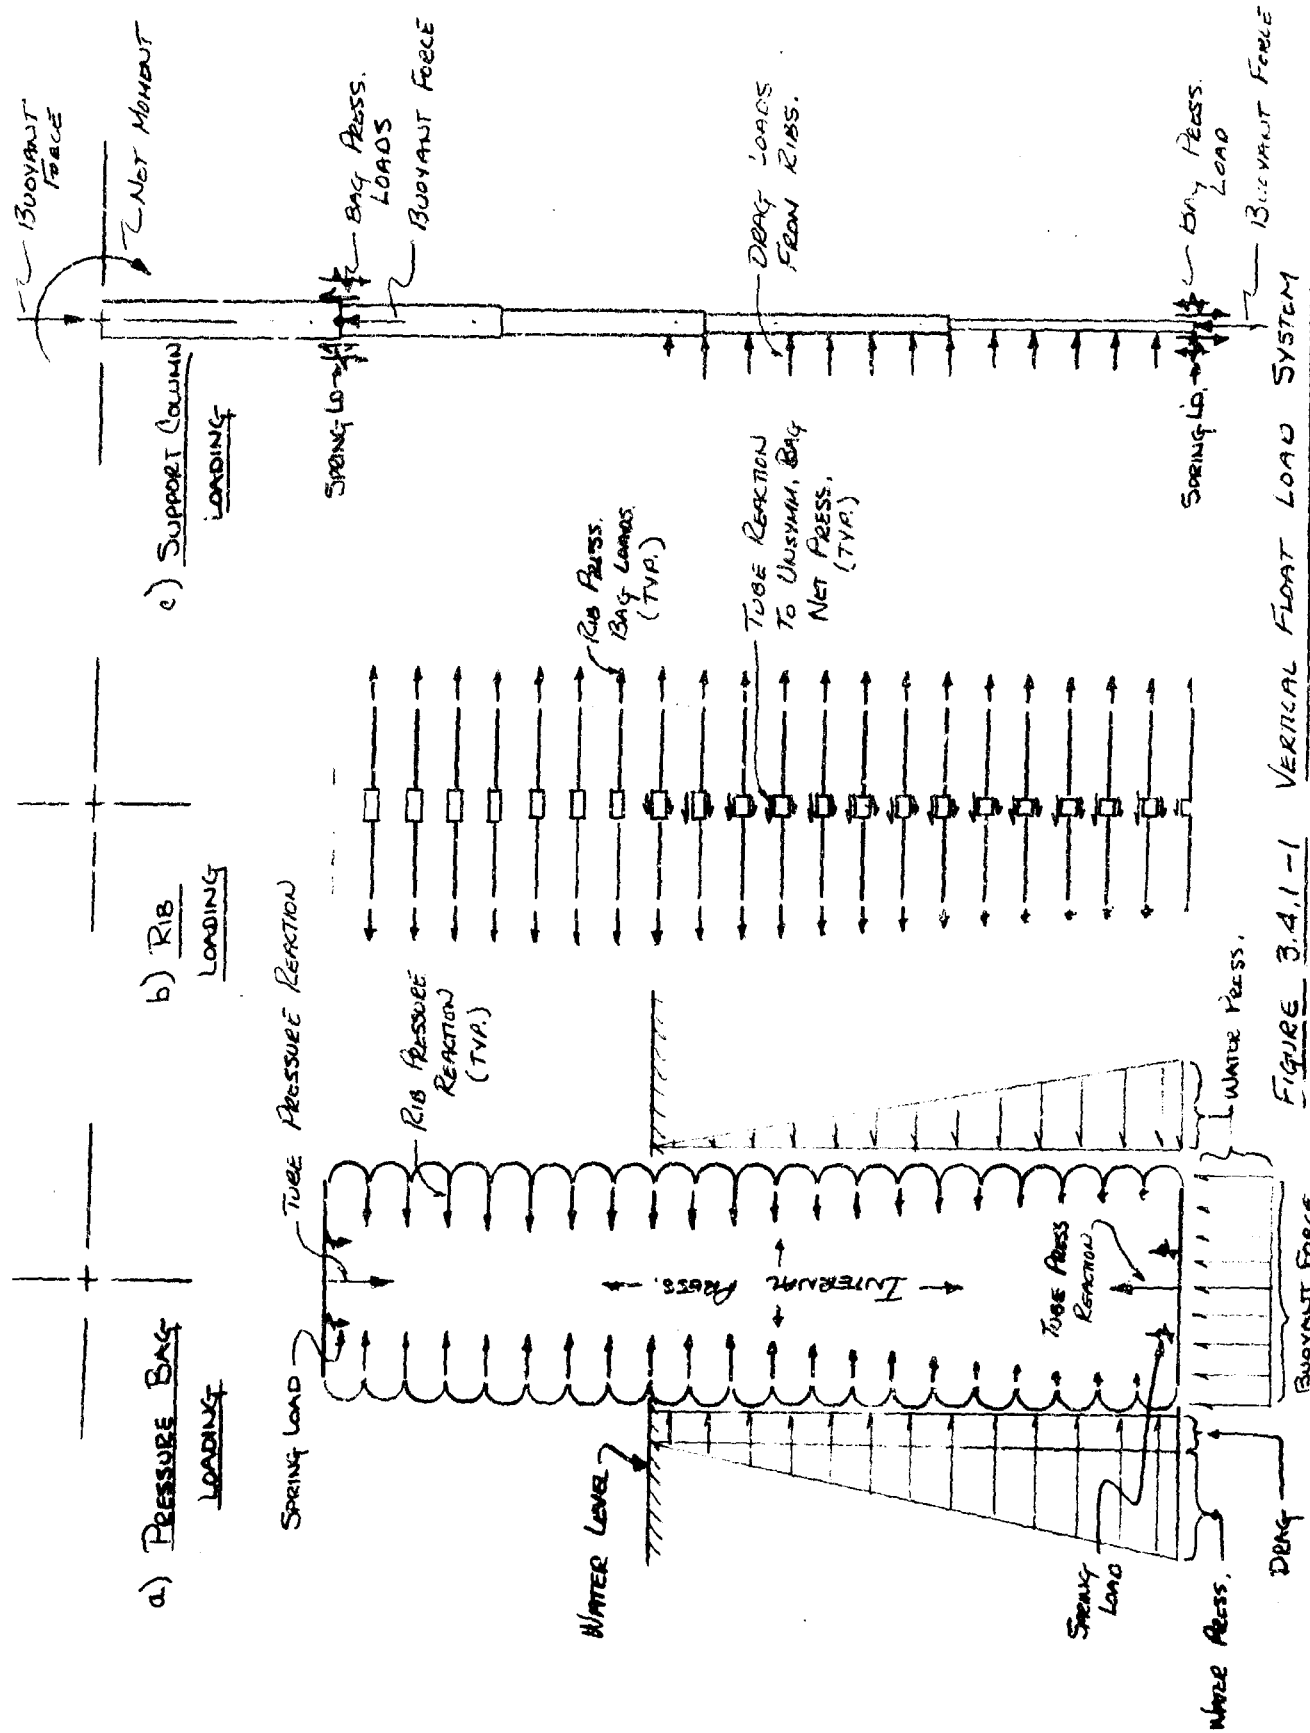 a) PRESSURE BAG
LOADING
SPRING LOAD
TUBE PRESSURE REACTION
RIB PRESSURE
REACTION
(TYP.)
WATER LEVEL
INTERNAL
PRESS.
TUBE PRESS
REACTION
SPRING
LOAD
WATER PRESS.
DRAG
BUOYANT FORCE
WATER PRESS.
b) RIB
LOADING
RIB PRESS.
BAG LOADS
(TYP.)
TUBE REACTION
TO UNSYMM. BAG
NET PRESS.
(TYP.)
c) SUPPORT COLUMN
LOADING
BUOYANT
FORCE
NET MOMENT
SPRING LD.
BAG PRESS.
LOADS
BUOYANT FORCE
DRAG LOADS
FROM RIBS.
SPRING LD.
BAG PRESS.
LOAD
BUOYANT FORCE
FIGURE 3.4.1-1 VERTICAL FLOAT LOAD SYSTEM